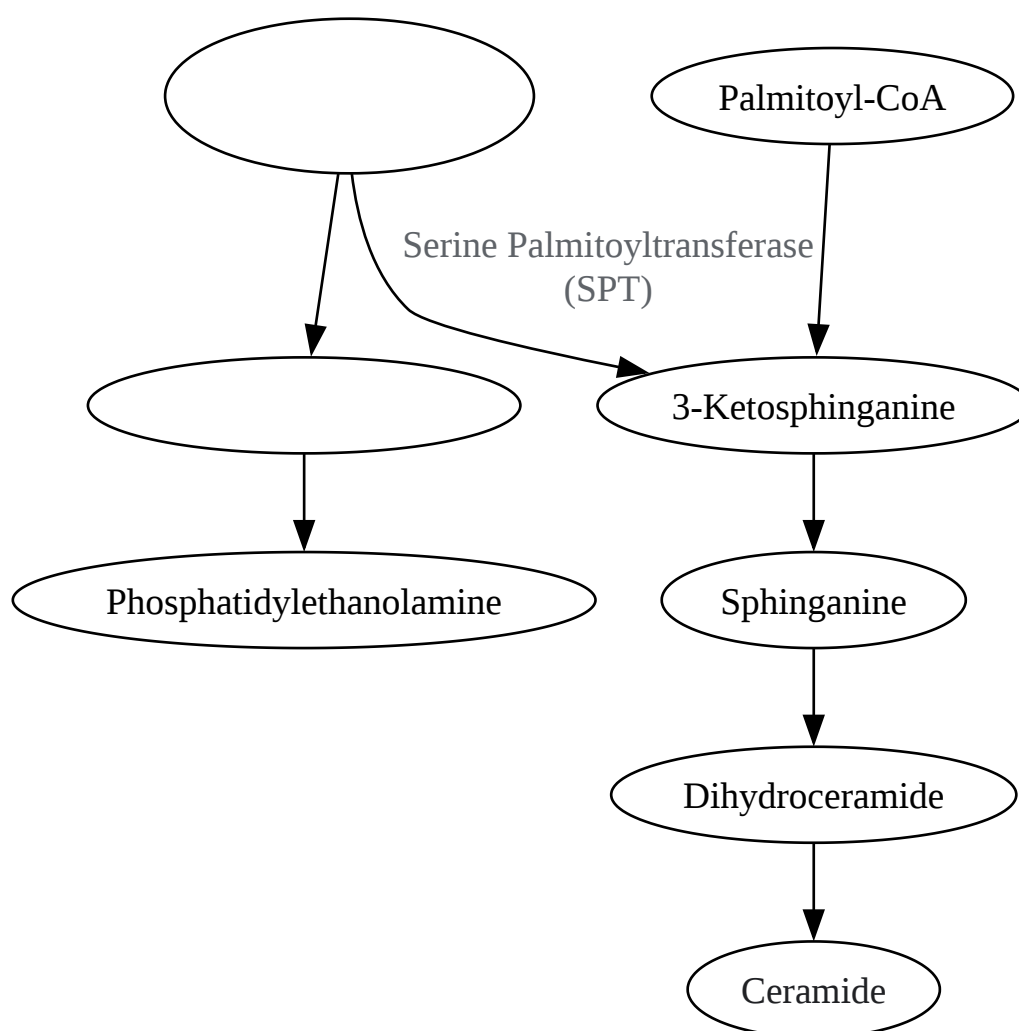 Palmitoyl-CoA
Serine Palmitoyltransferase
(SPT)
3-Ketosphinganine
Phosphatidylethanolamine
Sphinganine
Dihydroceramide
Ceramide